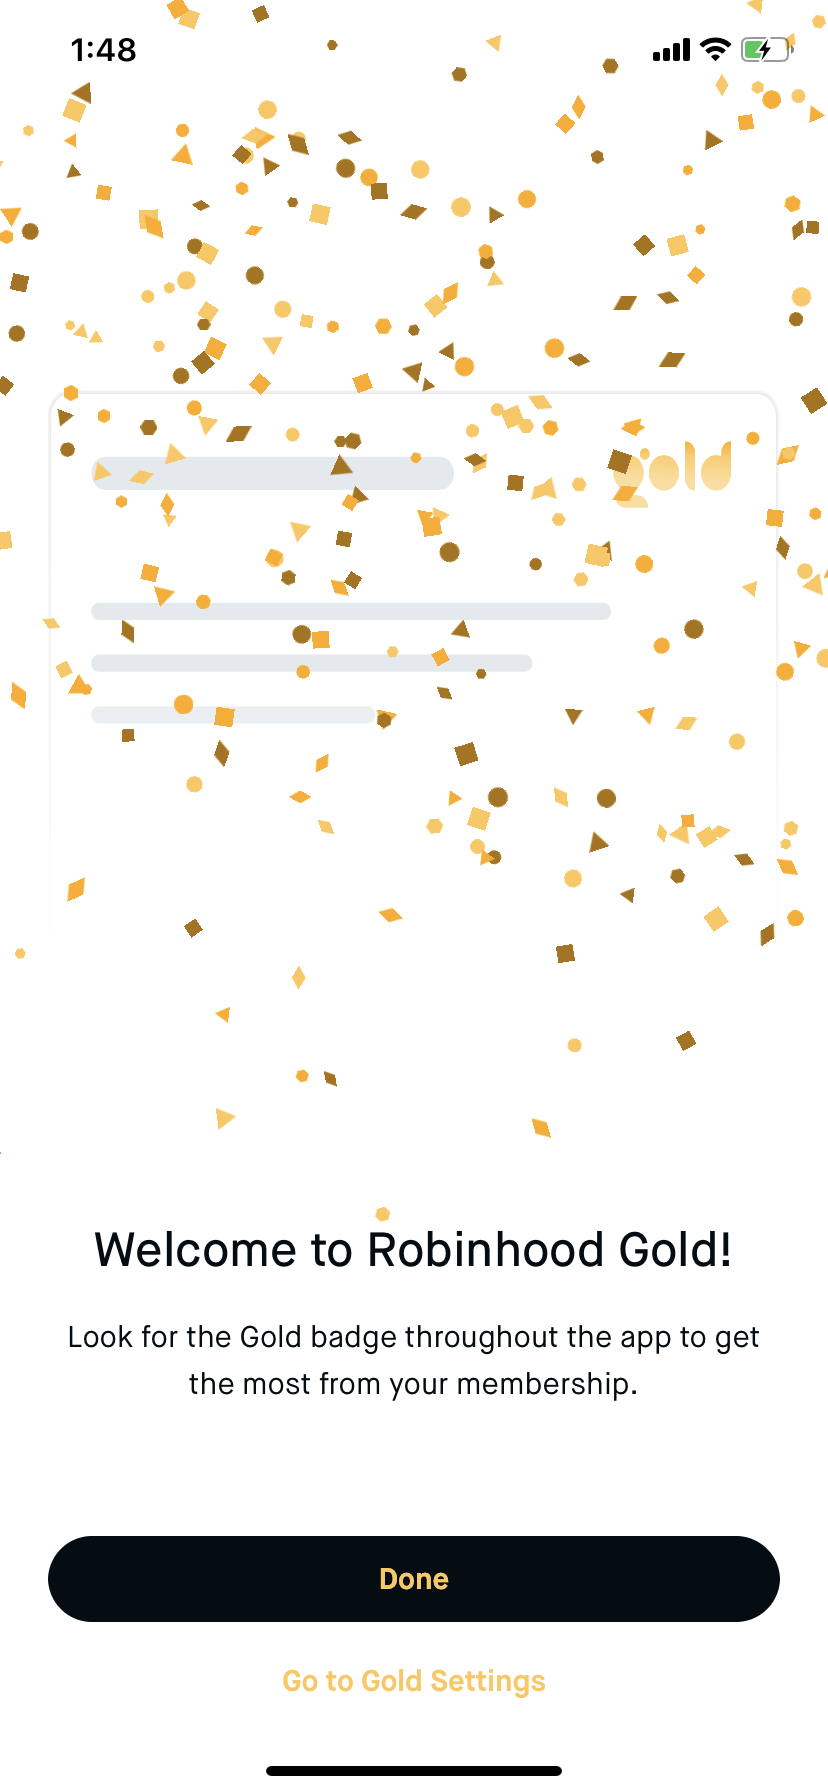 1:48
gold
Welcome to Robinhood Gold!
Look for the Gold badge throughout the app to get
the most from your membership.
Done
Go to Gold Settings